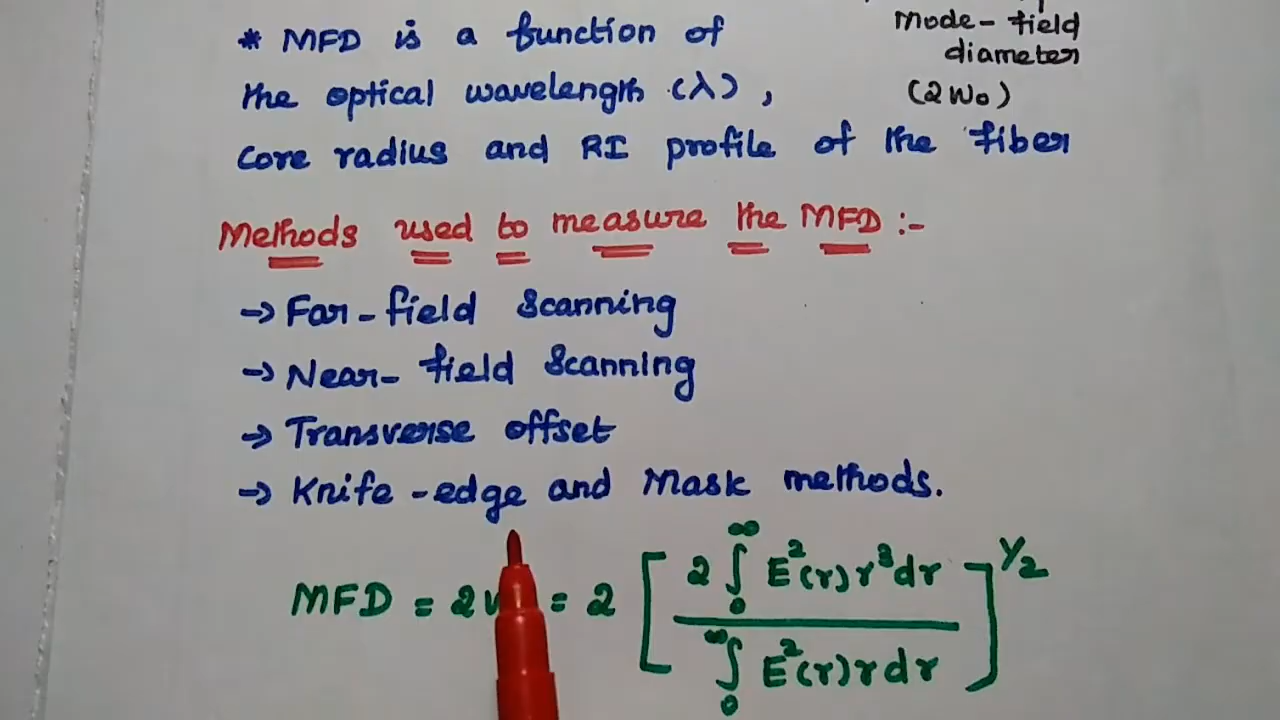 * MFD is a function of
the optical wavelength (λ),
core radius and RI profile of the fiber
Mode-field
diameter
(2W₀)
Methods used to measure the MFD :-
→ Far-field scanning
→ Near-field scanning
→ Transverse offset
→ Knife-edge and Mask methods.
MFD = 2W = 2 [ 2 ∫₀^∞ E²(r) r³ dr / ∫₀^∞ E²(r) r dr ]^1/2